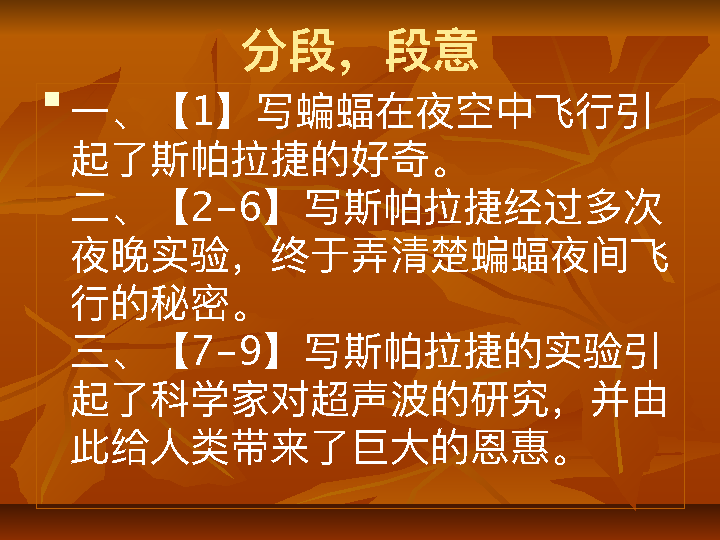 分段，段意
一、【1】写蝙蝠在夜空中飞行引
起了斯帕拉捷的好奇。
二、【2–6】写斯帕拉捷经过多次
夜晚实验，终于弄清楚蝙蝠夜间飞
行的秘密。
三、【7–9】写斯帕拉捷的实验引
起了科学家对超声波的研究，并由
此给人类带来了巨大的恩惠。